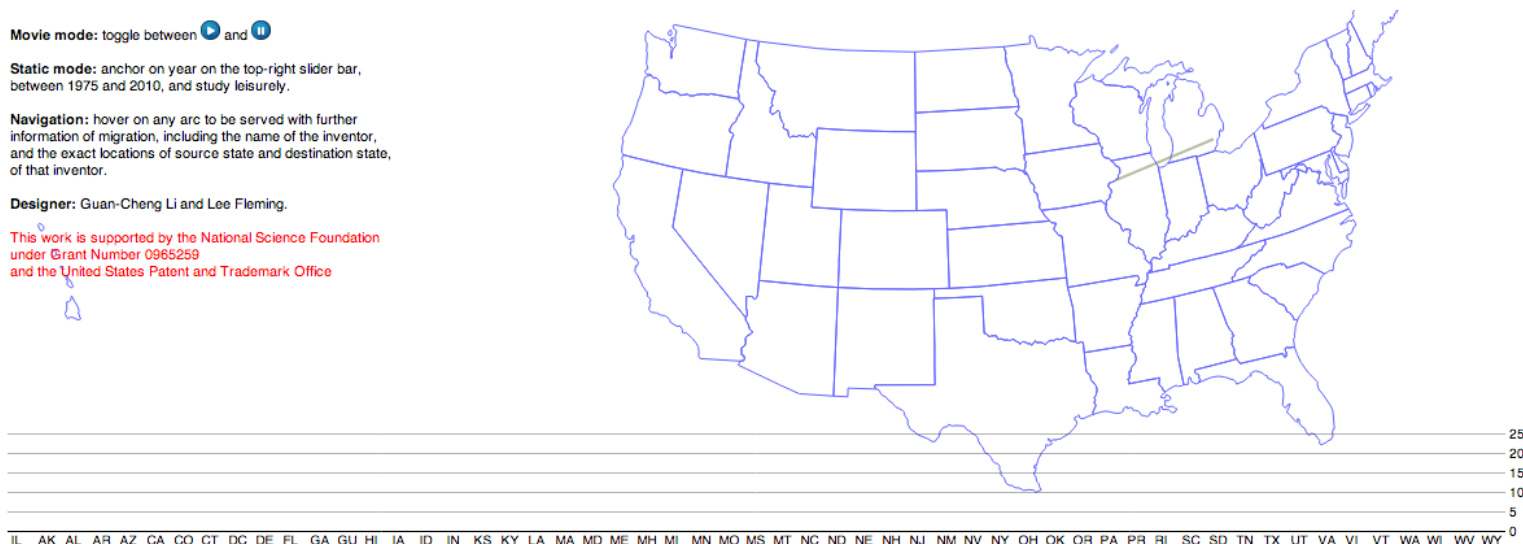 Movie mode: toggle between and
Static mode: anchor on year on the top-right slider bar,
between 1975 and 2010, and study leisurely.
Navigation: hover on any arc to be served with further
information of migration, including the name of the inventor,
and the exact locations of source state and destination state,
of that inventor.
Designer: Guan-Cheng Li and Lee Fleming.
This work is supported by the National Science Foundation
under Grant Number 0965259
and the United States Patent and Trademark Office
25
20
15
10
5
0
IL AK AL AR AZ CA CO CT DC DE FL GA GU HI IA ID IN KS KY LA MA MD ME MH MI MN MO MS MT NC ND NE NH NJ NM NV NY OH OK OR PA PR RI SC SD TN TX UT VA VI VT WA WI WV WY